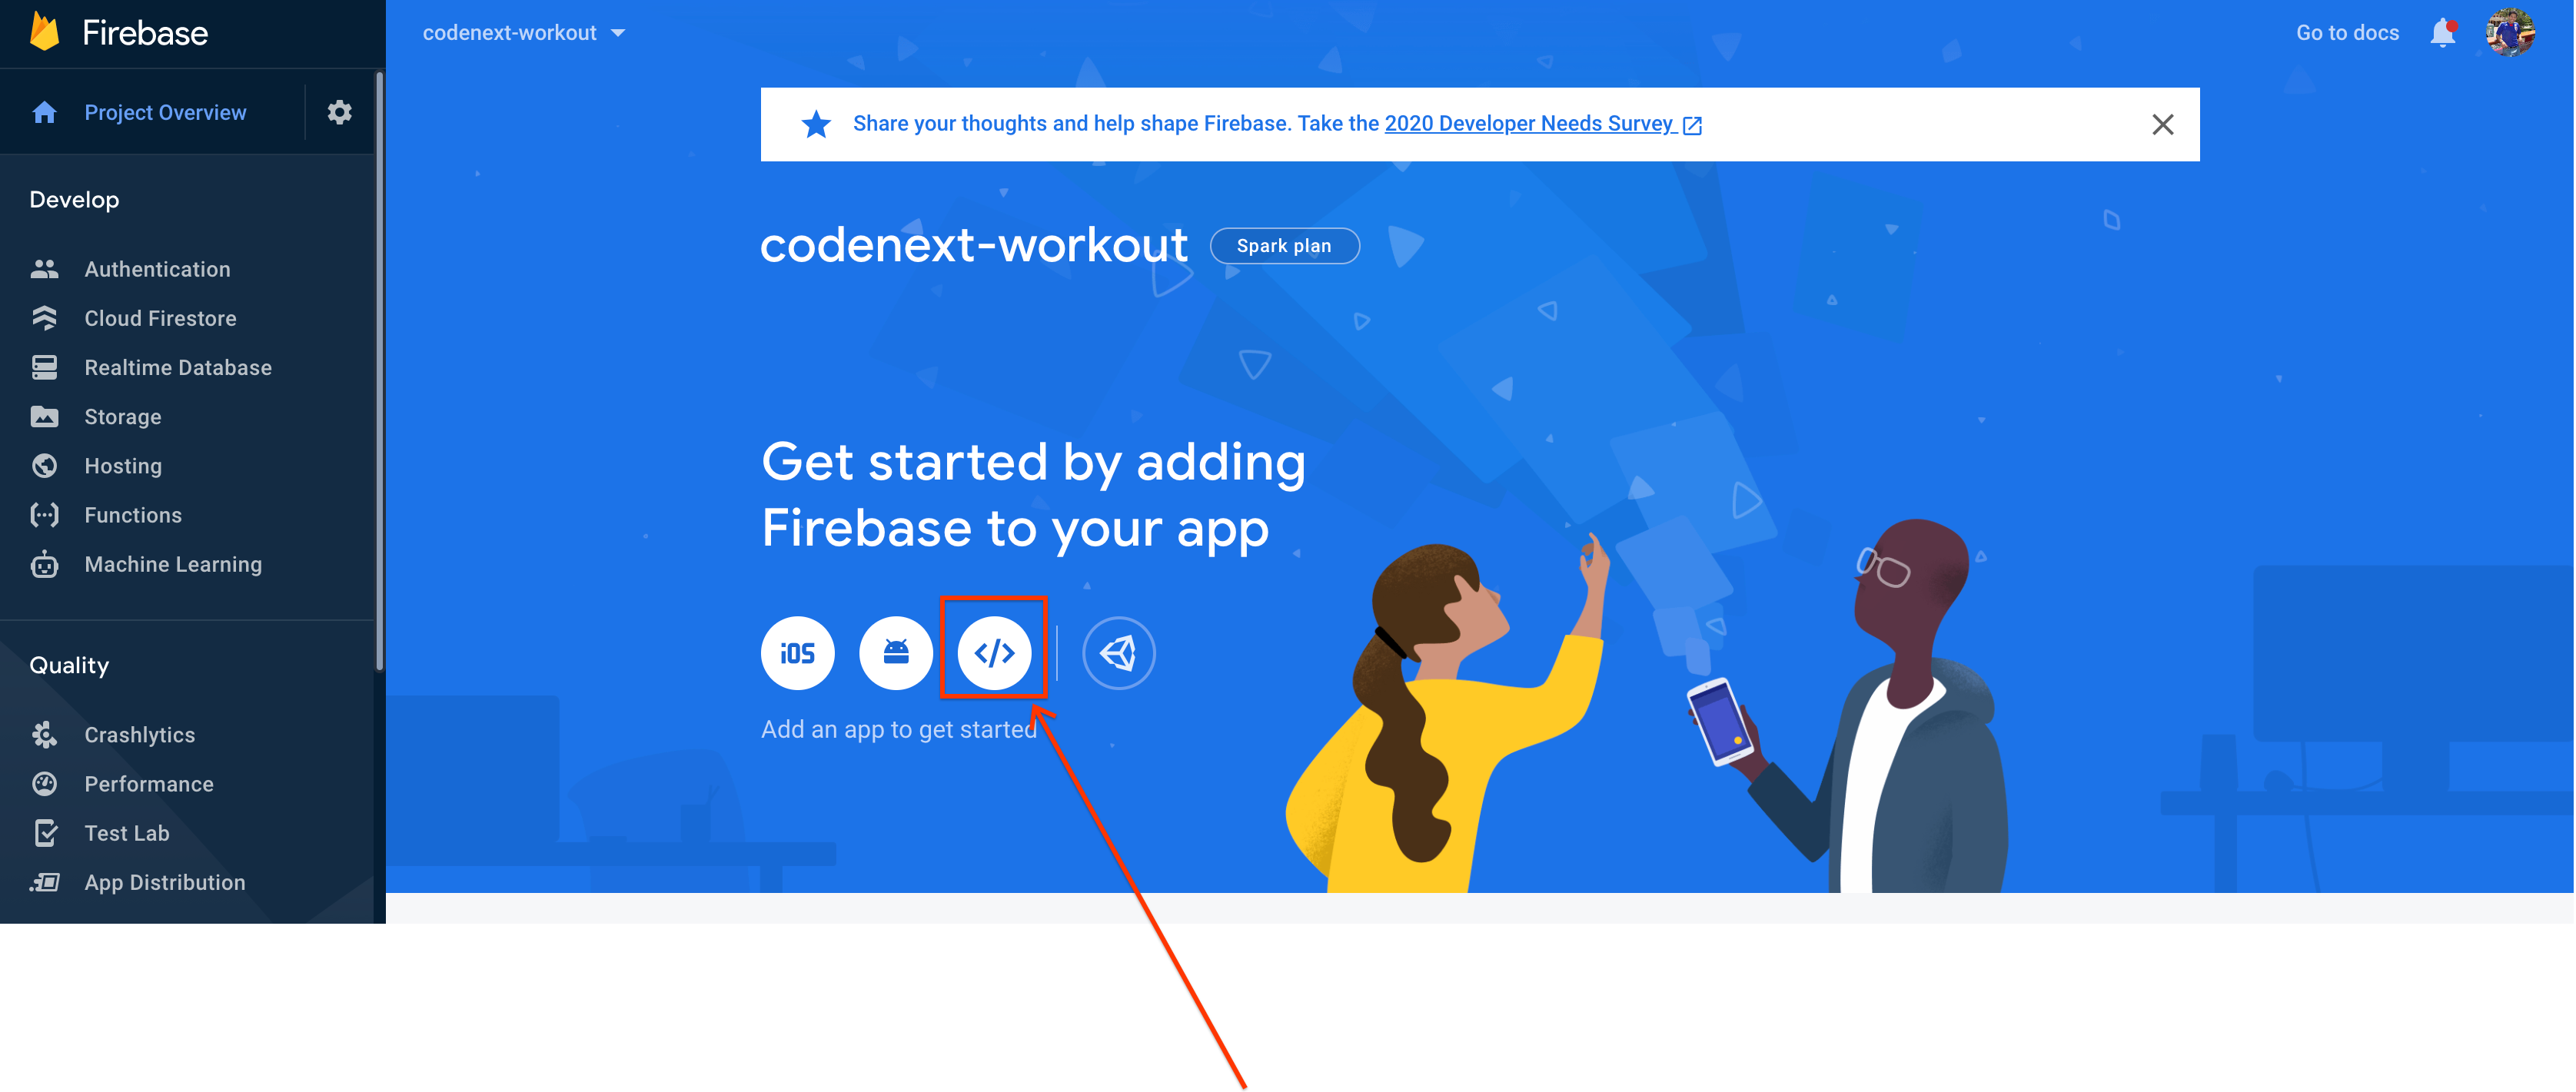 Firebase
codenext-workout
Go to docs
Project Overview
Share your thoughts and help shape Firebase. Take the 2020 Developer Needs Survey
Develop
Authentication
Cloud Firestore
Realtime Database
Storage
Hosting
Functions
Machine Learning
Quality
Crashlytics
Performance
Test Lab
App Distribution
codenext-workout
Spark plan
Get started by adding
Firebase to your app
iOS
</>
Add an app to get started